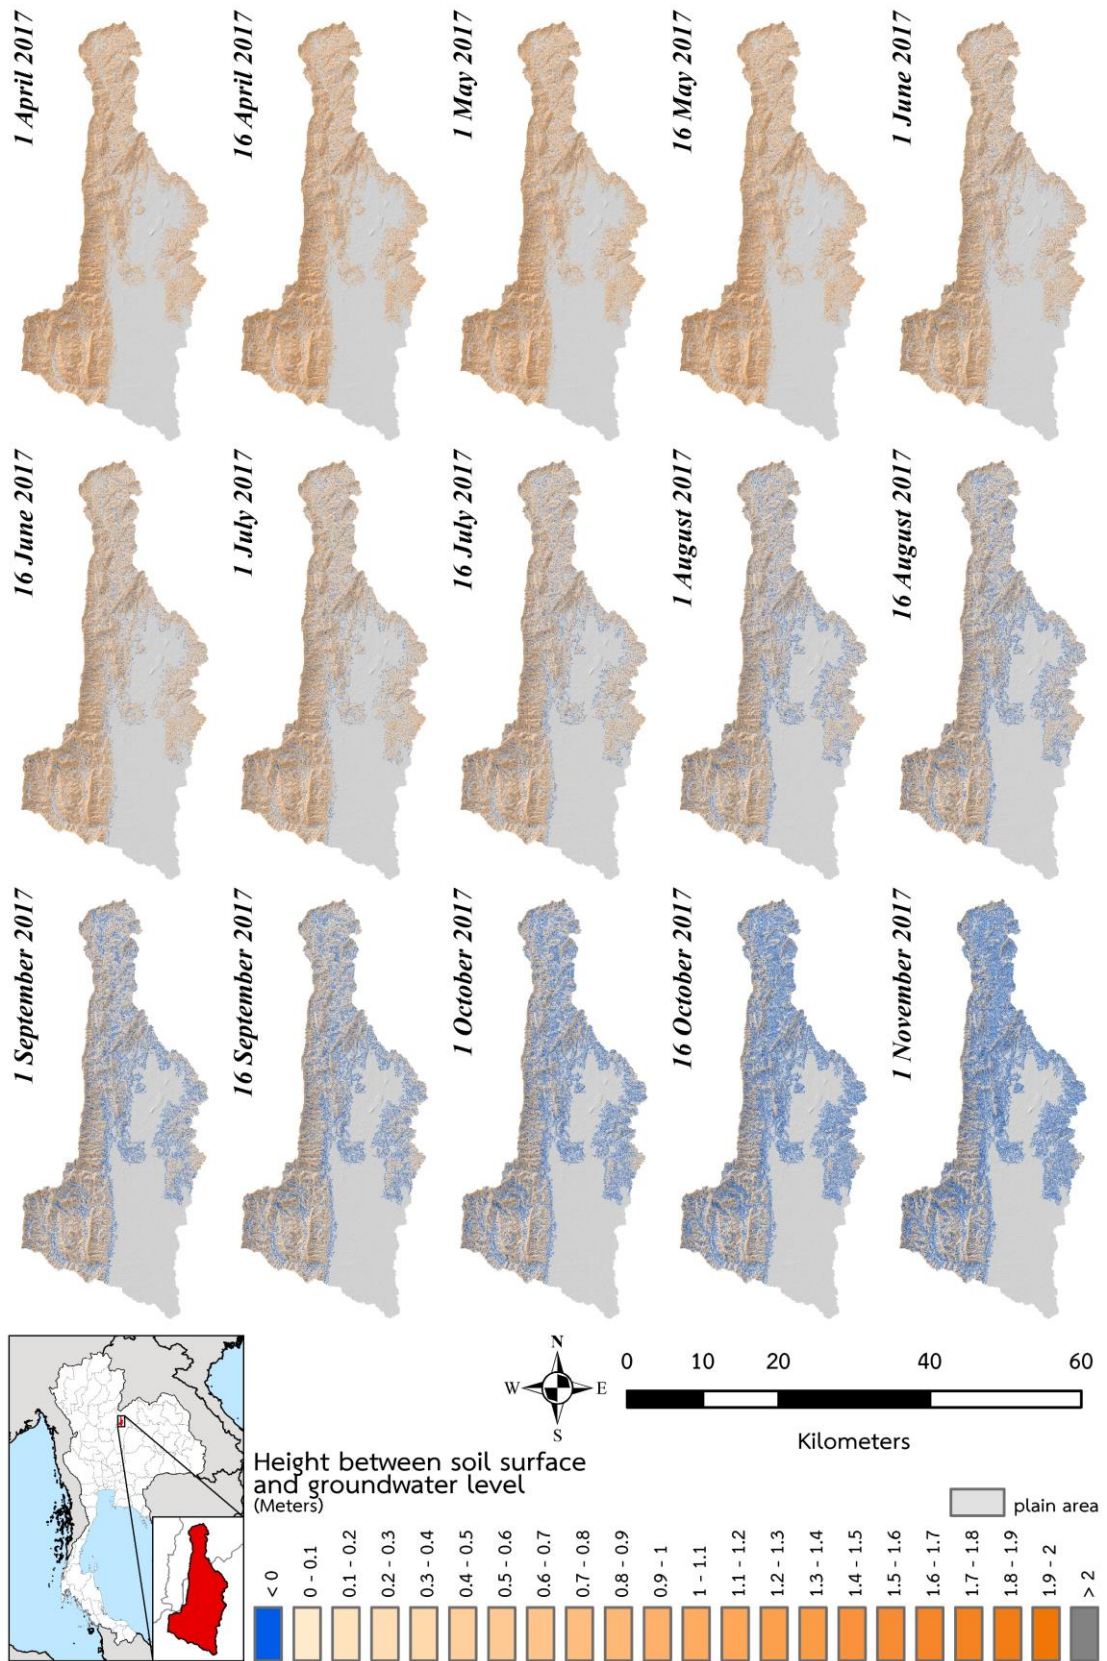 1 April 2017
16 April 2017
1 May 2017
16 May 2017
1 June 2017
16 June 2017
1 July 2017
16 July 2017
1 August 2017
16 August 2017
1 September 2017
16 September 2017
1 October 2017
16 October 2017
1 November 2017
N
W
E
S
0 10 20 40 60
Kilometers
Height between soil surface
and groundwater level
(Meters)
plain area
< 0
0 - 0.1
0.1 - 0.2
0.2 - 0.3
0.3 - 0.4
0.4 - 0.5
0.5 - 0.6
0.6 - 0.7
0.7 - 0.8
0.8 - 0.9
0.9 - 1
1 - 1.1
1.1 - 1.2
1.2 - 1.3
1.3 - 1.4
1.4 - 1.5
1.5 - 1.6
1.6 - 1.7
1.7 - 1.8
1.8 - 1.9
1.9 - 2
> 2